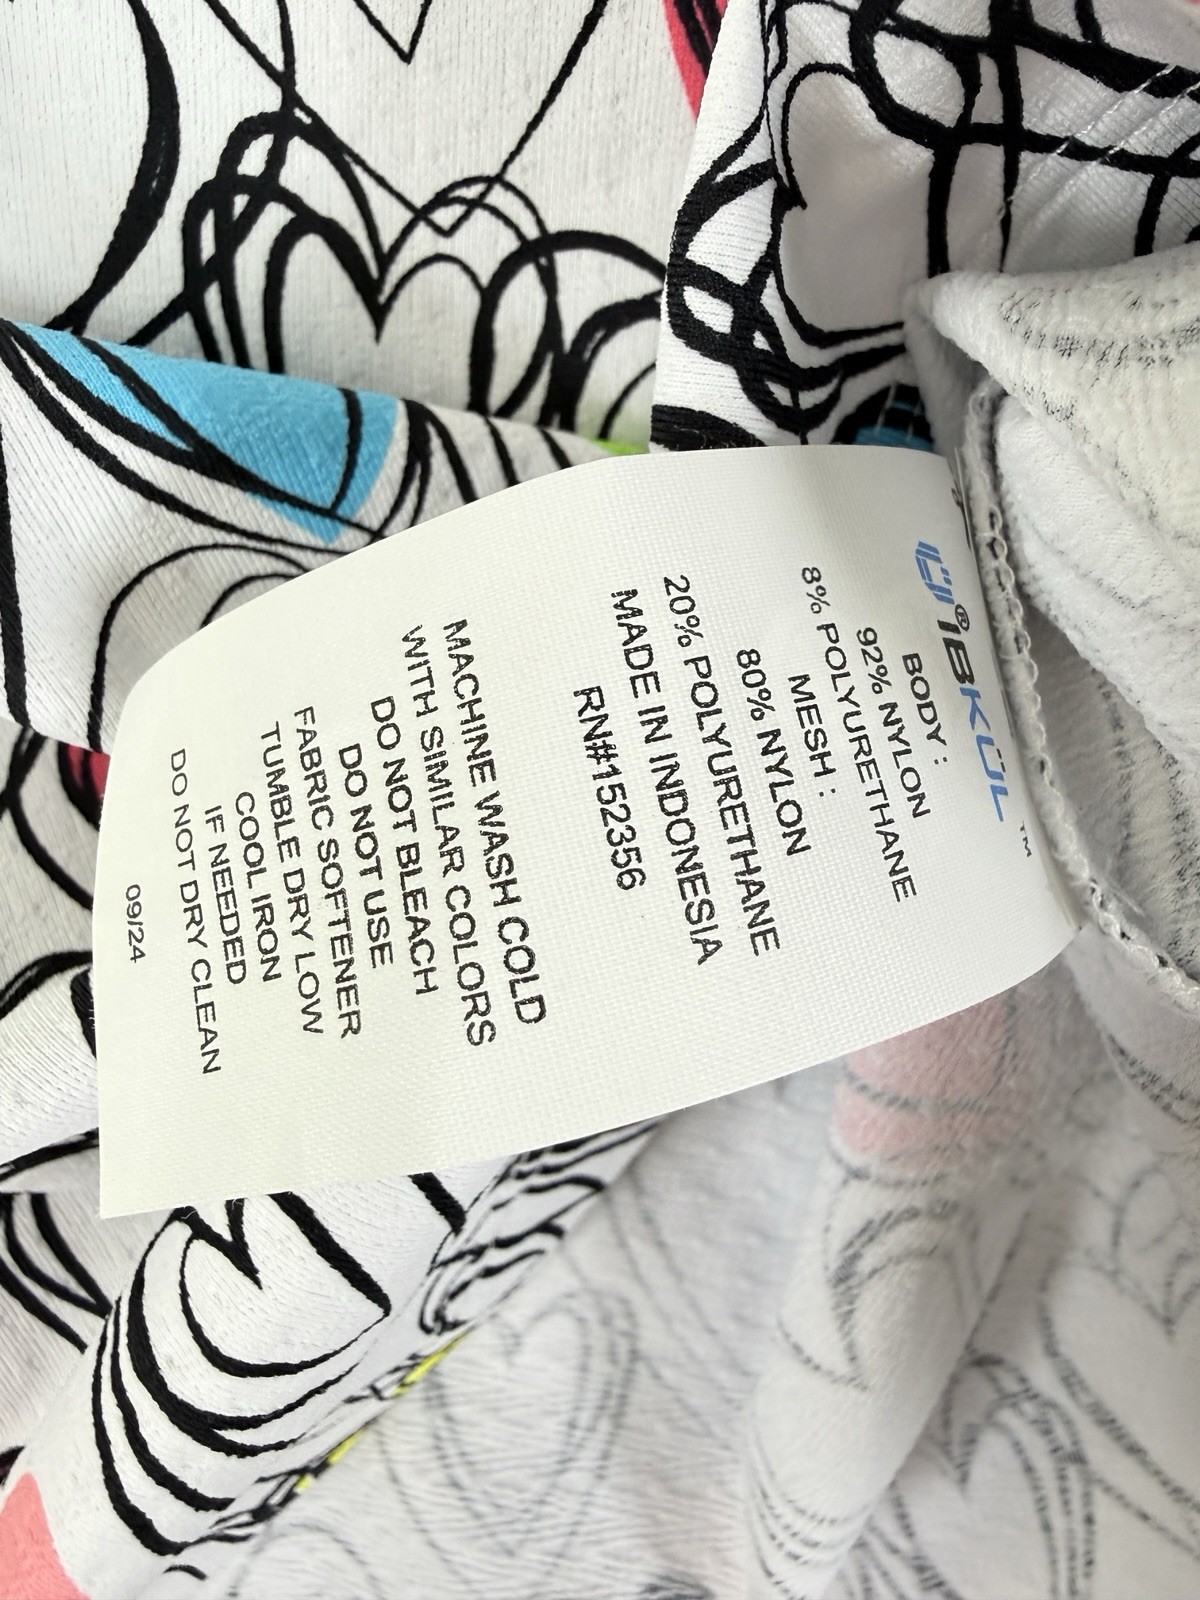 IBKÜL™
®
BODY :
92% NYLON
8% POLYURETHANE
MESH :
80% NYLON
20% POLYURETHANE
MADE IN INDONESIA
RN#152356
MACHINE WASH COLD
WITH SIMILAR COLORS
DO NOT BLEACH
DO NOT USE
FABRIC SOFTENER
TUMBLE DRY LOW
COOL IRON
IF NEEDED
DO NOT DRY CLEAN
09/24